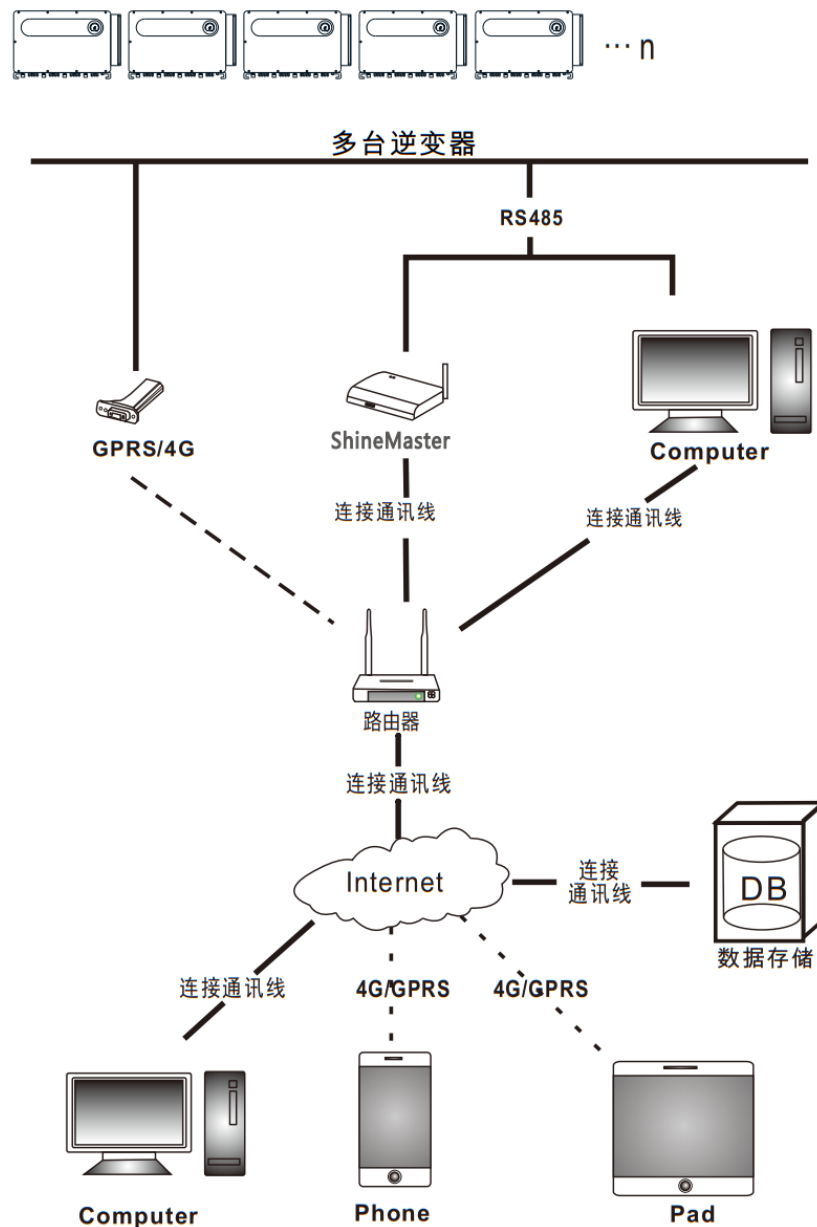 …n
多台逆变器
RS485
GPRS/4G
ShineMaster
Computer
连接通讯线
连接通讯线
路由器
连接通讯线
Internet
连接
通讯线
DB
数据存储
连接通讯线
4G/GPRS
4G/GPRS
Computer
Phone
Pad